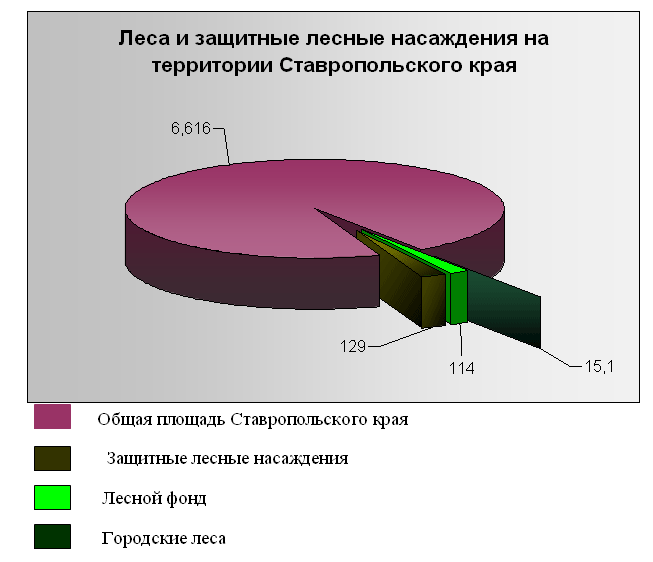 Леса и защитные лесные насаждения на
территории Ставропольского края
6,616
129
114
15,1
Общая площадь Ставропольского края
Защитные лесные насаждения
Лесной фонд
Городские леса